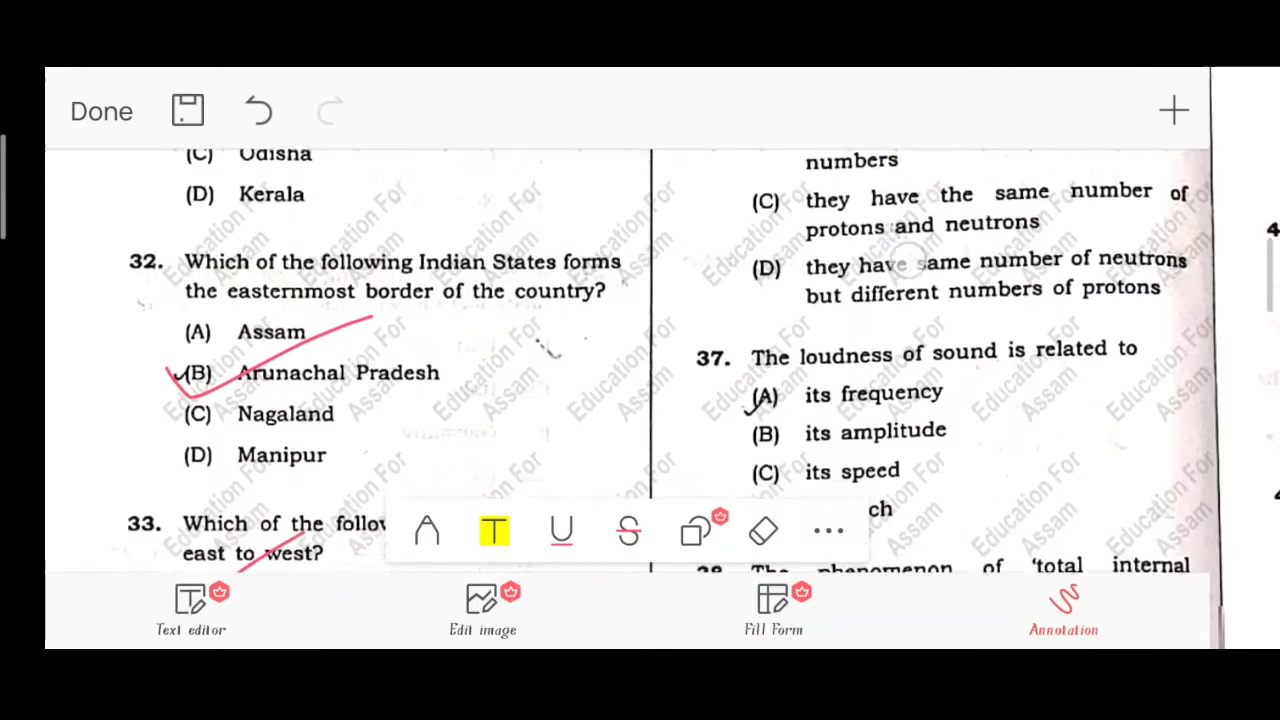 Done
(C) Odisha
(D) Kerala
32. Which of the following Indian States forms
the easternmost border of the country?
(A) Assam
(B) Arunachal Pradesh
(C) Nagaland
(D) Manipur
33. Which of the
east to west?
numbers
(C) they have the same number of
protons and neutrons
(D) they have same number of neutrons
but different numbers of protons
37. The loudness of sound is related to
(A) its frequency
(B) its amplitude
(C) its speed
38. The phenomenon of 'total internal
T
U
S
Text editor
Edit image
Fill Form
Annotation
Education For
Assam